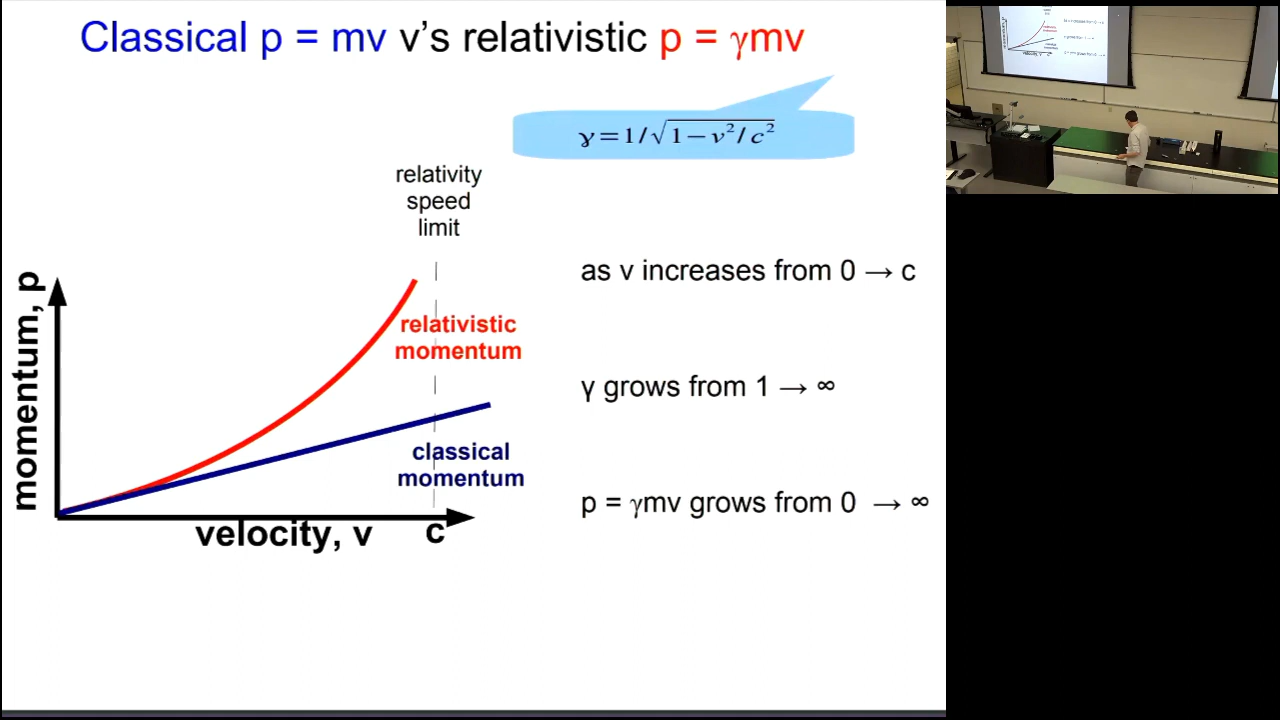 Classical p = mv v's relativistic p = γmv
γ=1/√1−v²/c²
relativity
speed
limit
momentum, p
relativistic
momentum
classical
momentum
velocity, v
c
as v increases from 0 → c
γ grows from 1 → ∞
p = γmv grows from 0 → ∞